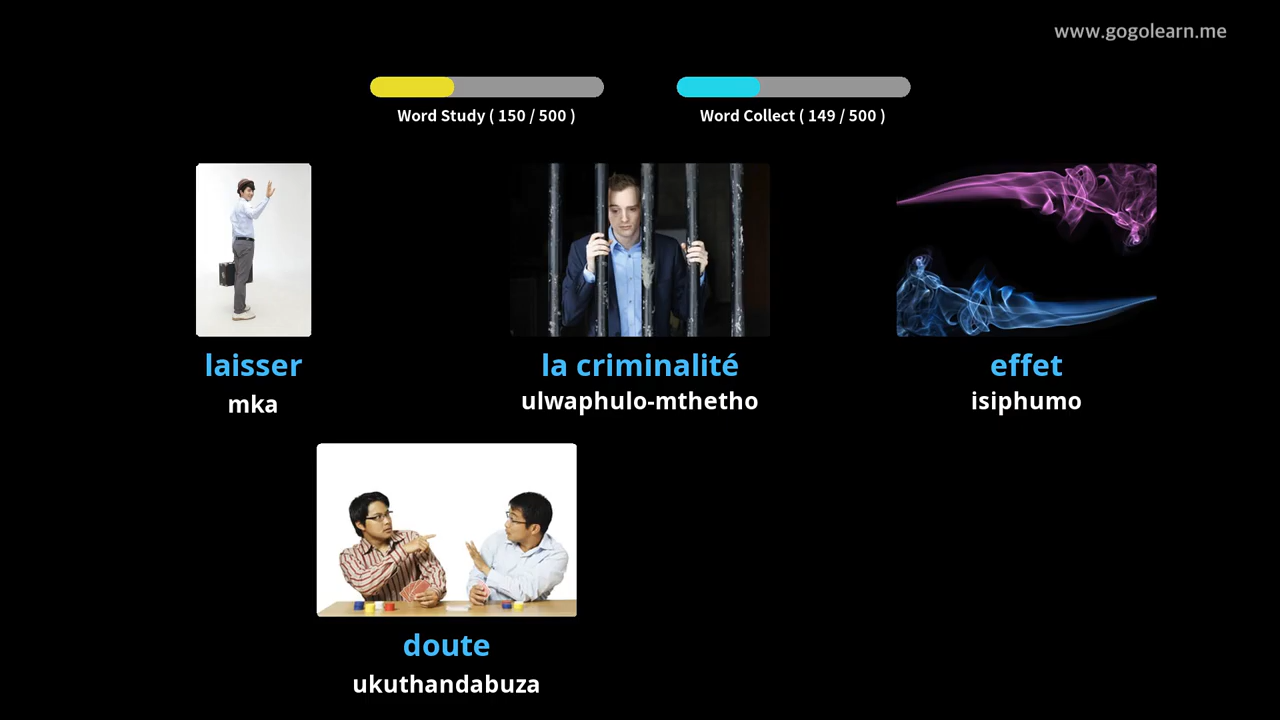 www.gogolearn.me
Word Study ( 150 / 500 )
Word Collect ( 149 / 500 )
laisser
mka
la criminalité
ulwaphulo-mthetho
effet
isiphumo
doute
ukuthandabuza